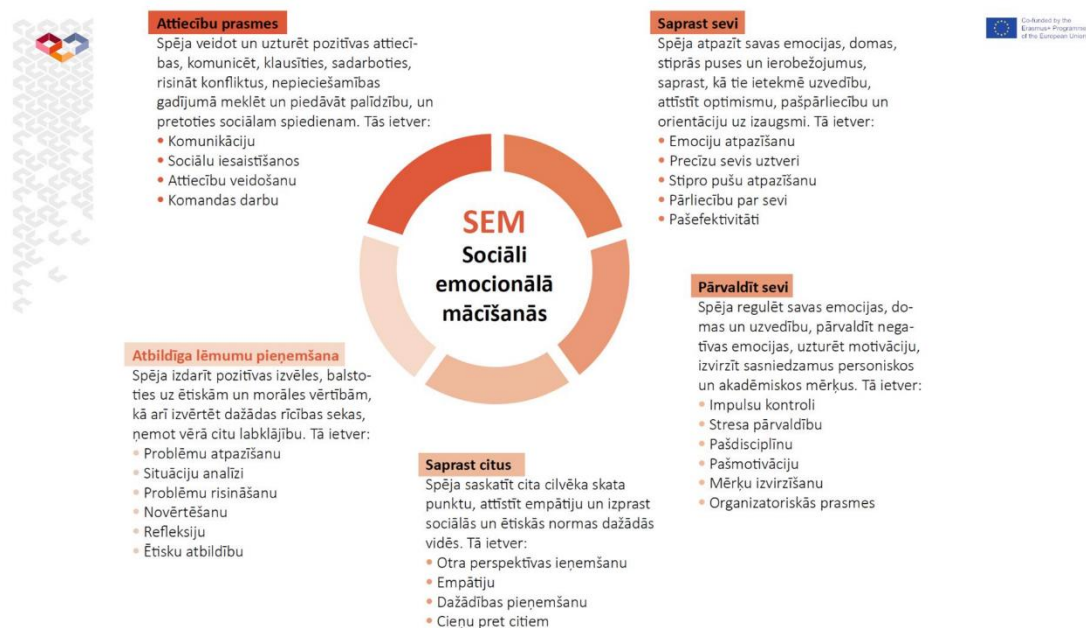 Attiecību prasmes
Spēja veidot un uzturēt pozitīvas attiecī-
bas, komunicēt, klausīties, sadarboties,
risināt konfliktus, nepieciešamības
gadījumā meklēt un piedāvāt palīdzību, un
pretoties sociālam spiedienam. Tās ietver:
• Komunikāciju
• Sociālu iesaistīšanos
• Attiecību veidošanu
• Komandas darbu
Saprast sevi
Spēja atpazīt savas emocijas, domas,
stiprās puses un ierobežojumus,
saprast, kā tie ietekmē uzvedību,
attīstīt optimismu, pašpārliecību un
orientāciju uz izaugsmi. Tā ietver:
• Emociju atpazīšanu
• Precīzu sevis uztveri
• Stipro pušu atpazīšanu
• Pārliecību par sevi
• Pašefektivitāti
Co-funded by the
Erasmus+ Programme
of the European Union
SEM
Sociāli
emocionālā
mācīšanās
Pārvaldīt sevi
Spēja regulēt savas emocijas, do-
mas un uzvedību, pārvaldīt nega-
tīvas emocijas, uzturēt motivāciju,
izvirzīt sasniedzamus personiskos
un akadēmiskos mērķus. Tā ietver:
• Impulsu kontroli
• Stresa pārvaldību
• Pašdisciplīnu
• Pašmotivāciju
• Mērķu izvirzīšanu
• Organizatoriskās prasmes
Atbildīga lēmumu pieņemšana
Spēja izdarīt pozitīvas izvēles, balsto-
ties uz ētiskām un morāles vērtībām,
kā arī izvērtēt dažādas rīcības sekas,
ņemot vērā citu labklājību. Tā ietver:
• Problēmu atpazīšanu
• Situāciju analīzi
• Problēmu risināšanu
• Novērtēšanu
• Refleksiju
• Ētisku atbildību
Saprast citus
Spēja saskatīt cita cilvēka skata
punktu, attīstīt empātiju un izprast
sociālās un ētiskās normas dažādās
vidēs. Tā ietver:
• Otra perspektīvas ieņemšanu
• Empātiju
• Dažādības pieņemšanu
• Cieņu pret citiem